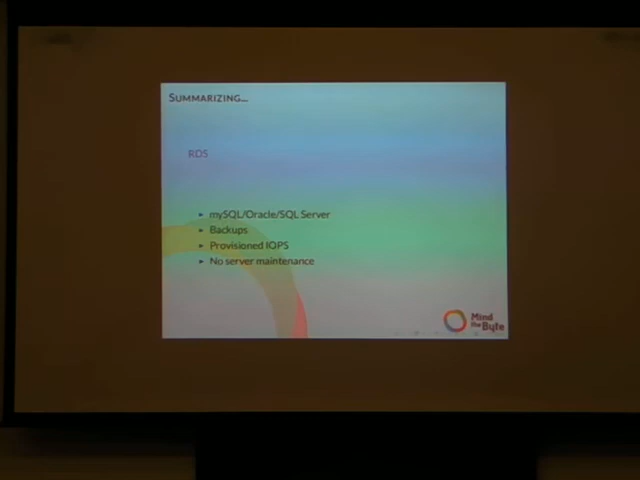 Summarizing...
RDS
mySQL/Oracle/SQL Server
Backups
Provisioned IOPS
No server maintenance
Mind
the Byte